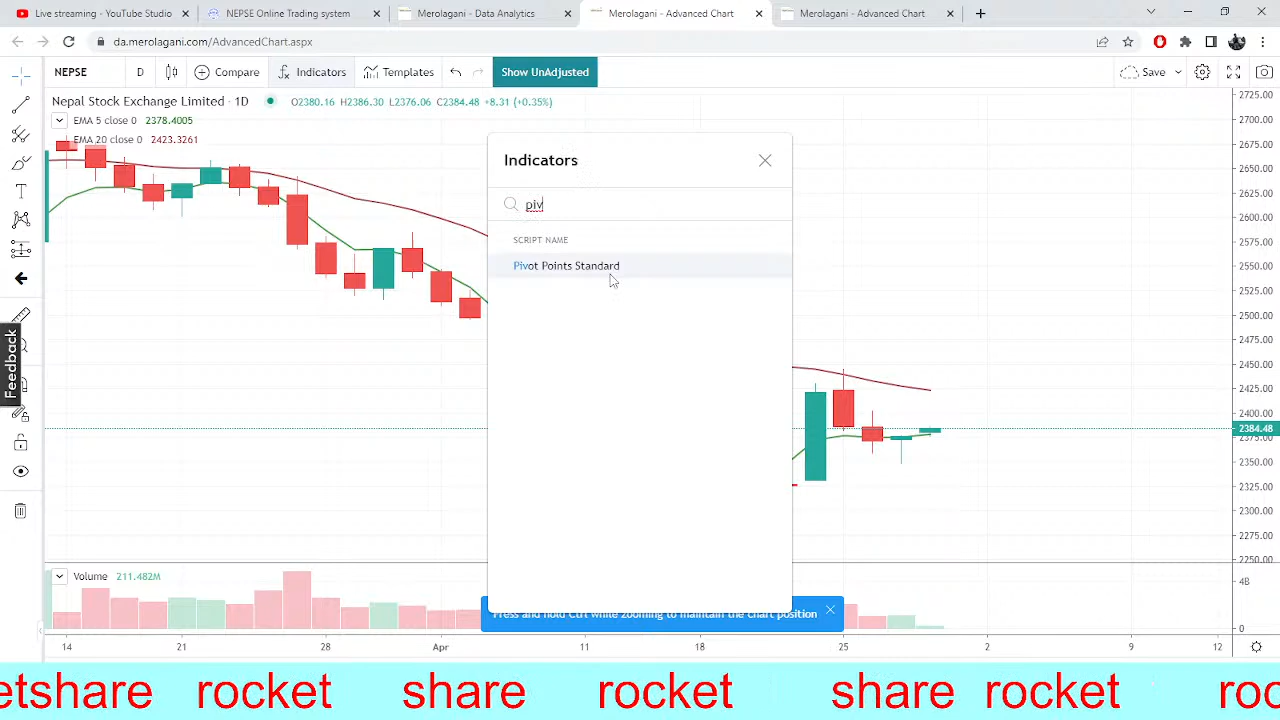 Live streaming - YouTube Studio
NEPSE Online Trading system
Merolagani - Data Analytics
Merolagani - Advanced Chart
Merolagani - Advanced Chart
da.merolagani.com/AdvancedChart.aspx
NEPSE D Compare Indicators Templates Show UnAdjusted Save
Nepal Stock Exchange Limited · 1D O2380.16 H2386.30 L2376.06 C2384.48 +8.31 (+0.35%)
EMA 5 close 0 2378.4005
EMA 20 close 0 2423.3261
Indicators
piv
SCRIPT NAME
Pivot Points Standard
Feedback
2725.00
2700.00
2675.00
2650.00
2625.00
2600.00
2575.00
2550.00
2525.00
2500.00
2475.00
2450.00
2425.00
2400.00
2384.48
2375.00
2350.00
2325.00
2300.00
2275.00
2250.00
Volume 211.482M
4B
0
Press and hold Ctrl while zooming to maintain the chart position
14 21 28 Apr 11 18 25 2 9 12
etshare rocket share rocket share rocket roc